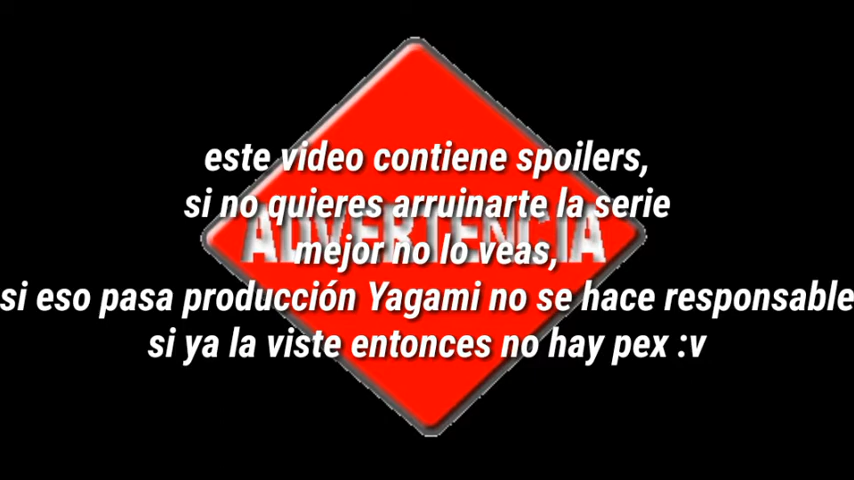 este video contiene spoilers,
si no quieres arruinarte la serie
ADVERTENCIA
mejor no lo veas,
si eso pasa producción Yagami no se hace responsable
si ya la viste entonces no hay pex :v